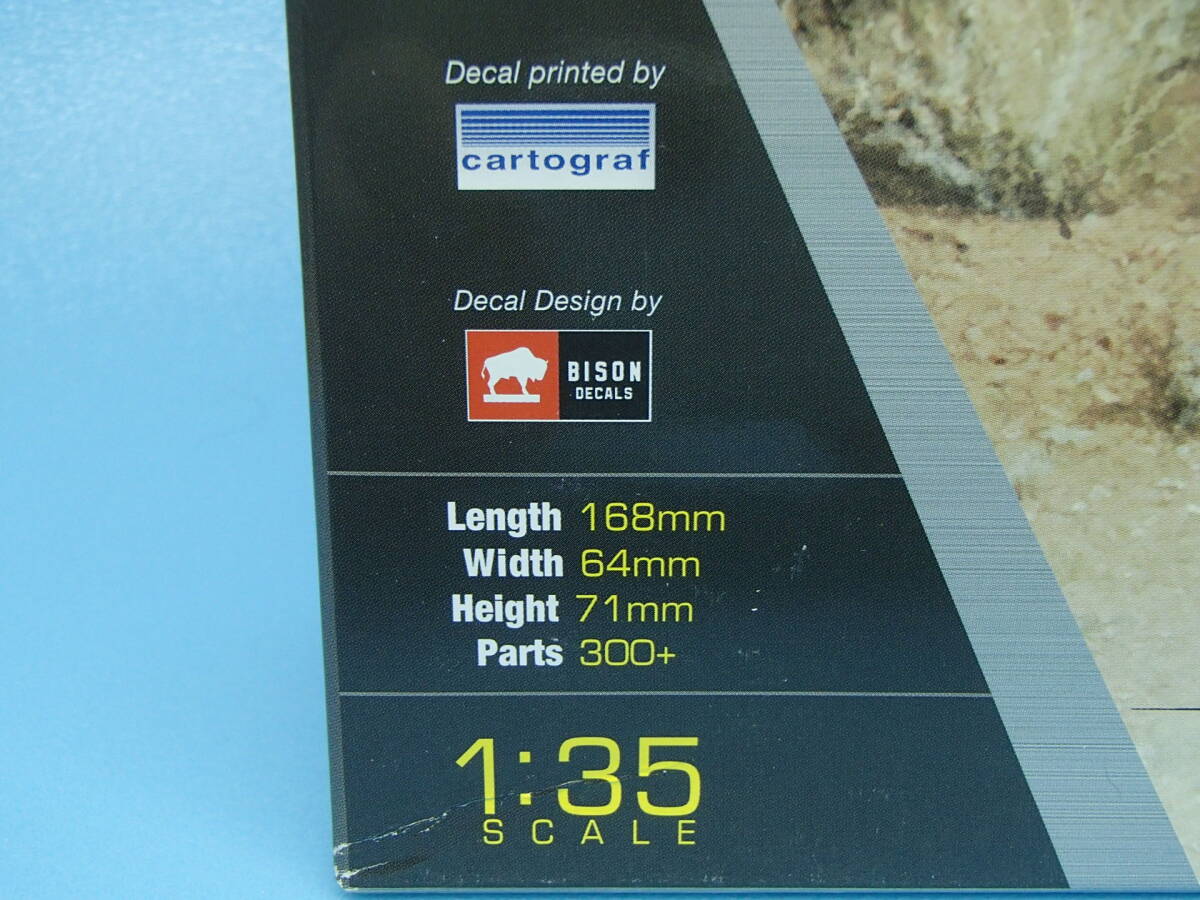 Decal printed by
cartograf
Decal Design by
BISON
DECALS
Length 168mm
Width 64mm
Height 71mm
Parts 300+
1:35
SCALE